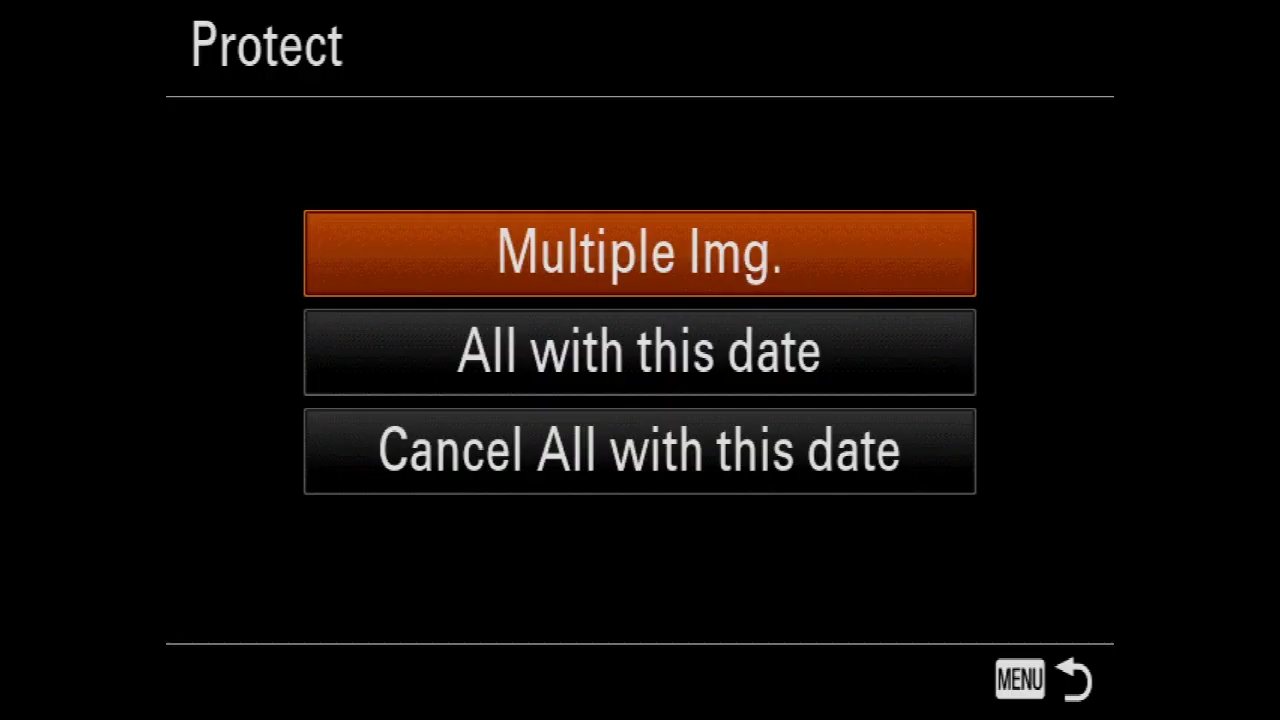 Protect
Multiple Img.
All with this date
Cancel All with this date
MENU